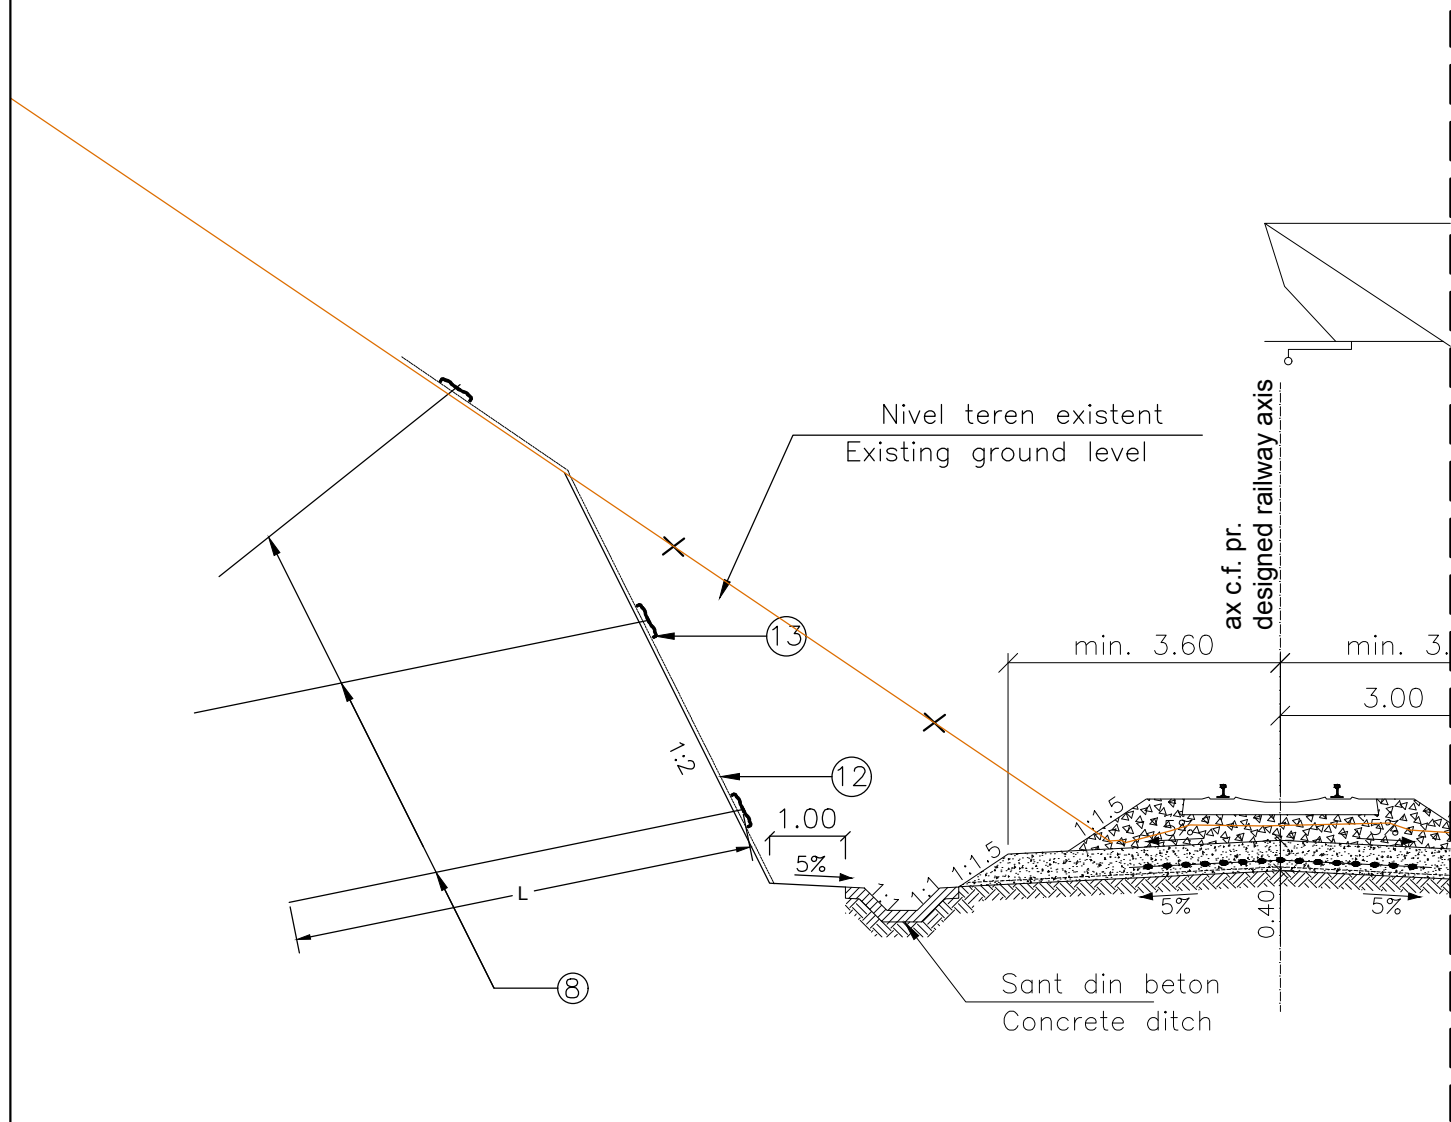 Nivel teren existent
Existing ground level
ax c.f. pr.
designed railway axis
13
min. 3.60
min. 3.
3.00
1:2
12
1.00
5%
1:1.5
1:1.5
1:1
1:1
L
5%
5%
0.40
8
Sant din beton
Concrete ditch